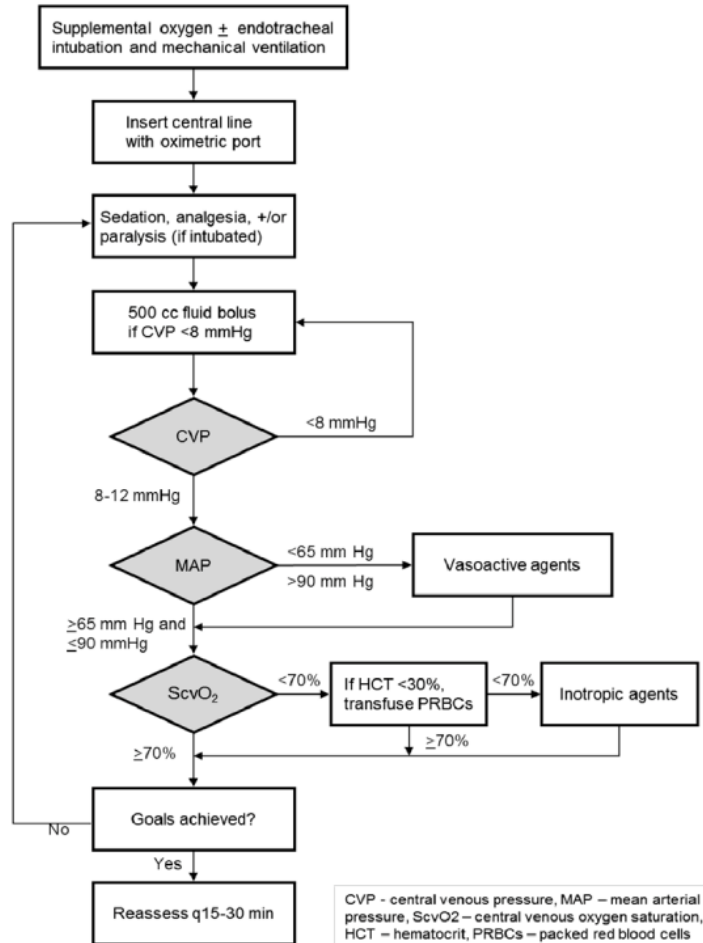 Supplemental oxygen ± endotracheal
intubation and mechanical ventilation
Insert central line
with oximetric port
Sedation, analgesia, +/or
paralysis (if intubated)
500 cc fluid bolus
if CVP <8 mmHg
CVP
<8 mmHg
8-12 mmHg
MAP
<65 mm Hg
>90 mm Hg
Vasoactive agents
≥65 mm Hg and
≤90 mmHg
ScvO₂
<70%
If HCT <30%,
transfuse PRBCs
<70%
Inotropic agents
≥70%
≥70%
Goals achieved?
No
Yes
Reassess q15-30 min
CVP - central venous pressure, MAP – mean arterial
pressure, ScvO2 – central venous oxygen saturation,
HCT – hematocrit, PRBCs – packed red blood cells